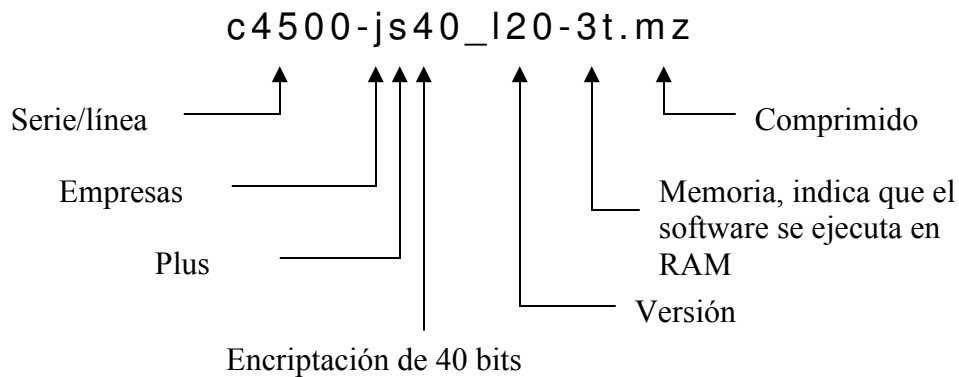 c4500-js40_l20-3t.mz
Serie/línea
Comprimido
Empresas
Memoria, indica que el
software se ejecuta en
RAM
Plus
Versión
Encriptación de 40 bits